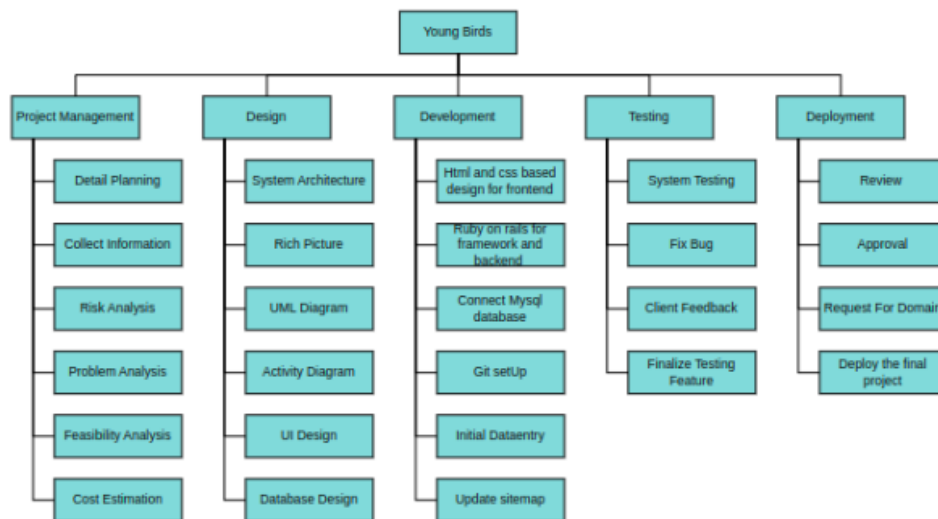 Young Birds
Project Management
Design
Development
Testing
Deployment
Detail Planning
System Architecture
Html and css based
design for frontend
System Testing
Review
Collect Information
Rich Picture
Ruby on rails for
framework and
backend
Fix Bug
Approval
Risk Analysis
UML Diagram
Connect Mysql
database
Client Feedback
Request For Domain
Problem Analysis
Activity Diagram
Git setUp
Finalize Testing
Feature
Deploy the final
project
Feasibility Analysis
UI Design
Initial Dataentry
Cost Estimation
Database Design
Update sitemap